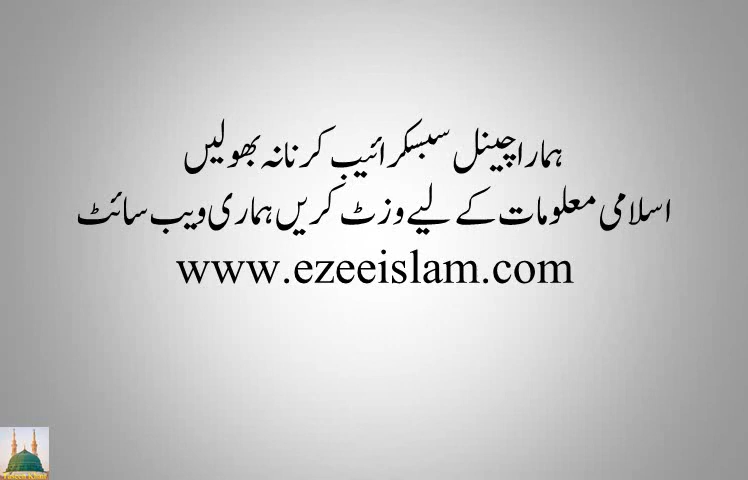 ہمارا چینل سبسکرائیب کرنا نہ بھولیں
اسلامی معلومات کے لیے وزٹ کریں ہماری ویب سائٹ
www.ezeeislam.com